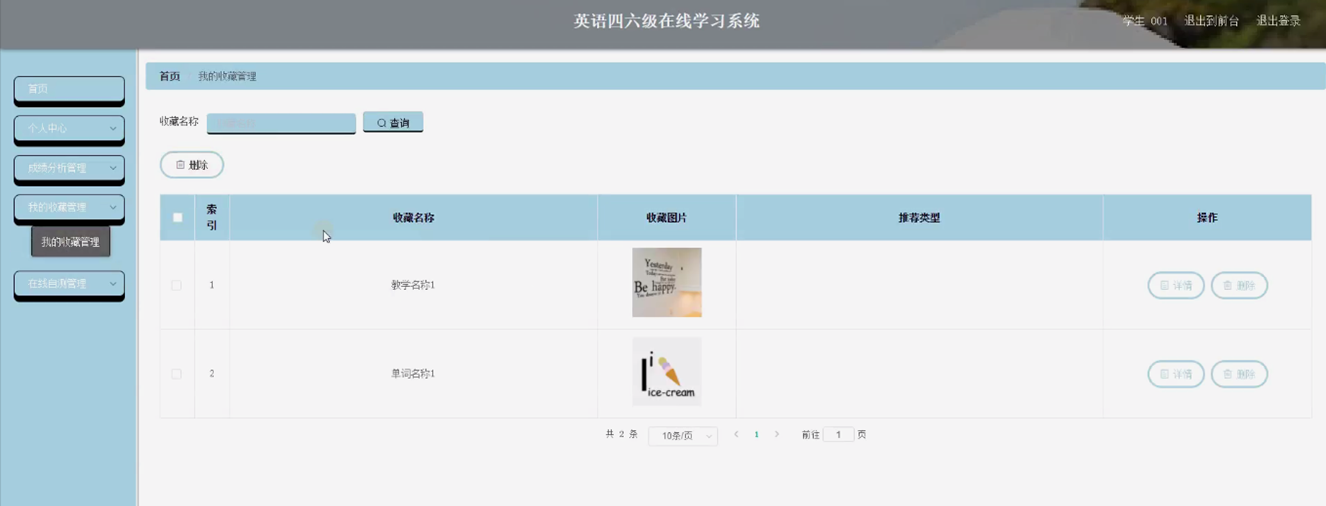 英语四六级在线学习系统
学生 001 退出到前台 退出登录
首页
个人中心
成绩分析管理
我的收藏管理
我的收藏管理
在线自测管理
首页 我的收藏管理
收藏名称 查询
删除
索引 收藏名称 收藏图片 推荐类型 操作
1 教学名称1 详情 删除
Yesterday
Be happy.
2 单词名称1 详情 删除
I i
ice-cream
共 2 条 10条/页 1 前往 1 页